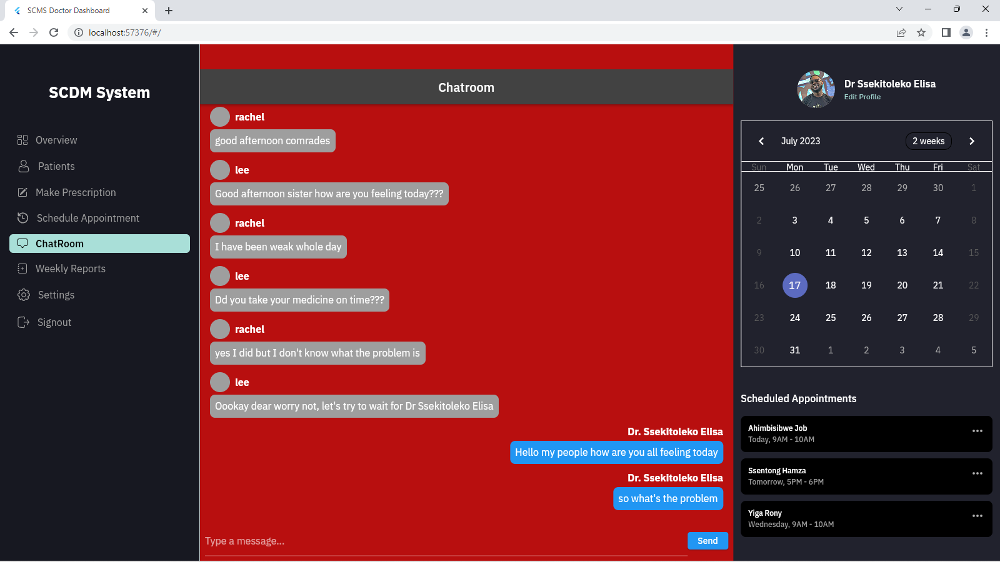 SCMS Doctor Dashboard
localhost:57376/#/
SCDM System
Overview
Patients
Make Prescription
Schedule Appointment
ChatRoom
Weekly Reports
Settings
Signout
Chatroom
rachel
good afternoon comrades
lee
Good afternoon sister how are you feeling today???
rachel
I have been weak whole day
lee
Dd you take your medicine on time???
rachel
yes I did but I don't know what the problem is
lee
Oookay dear worry not, let's try to wait for Dr Ssekitoleko Elisa
Dr. Ssekitoleko Elisa
Hello my people how are you all feeling today
Dr. Ssekitoleko Elisa
so what's the problem
Type a message...
Send
Dr Ssekitoleko Elisa
Edit Profile
July 2023
2 weeks
Sun Mon Tue Wed Thu Fri Sat
25 26 27 28 29 30 1
2 3 4 5 6 7 8
9 10 11 12 13 14 15
16 17 18 19 20 21 22
23 24 25 26 27 28 29
30 31 1 2 3 4 5
Scheduled Appointments
Ahimbisibwe Job
Today, 9AM - 10AM
Ssentong Hamza
Tomorrow, 5PM - 6PM
Yiga Rony
Wednesday, 9AM - 10AM